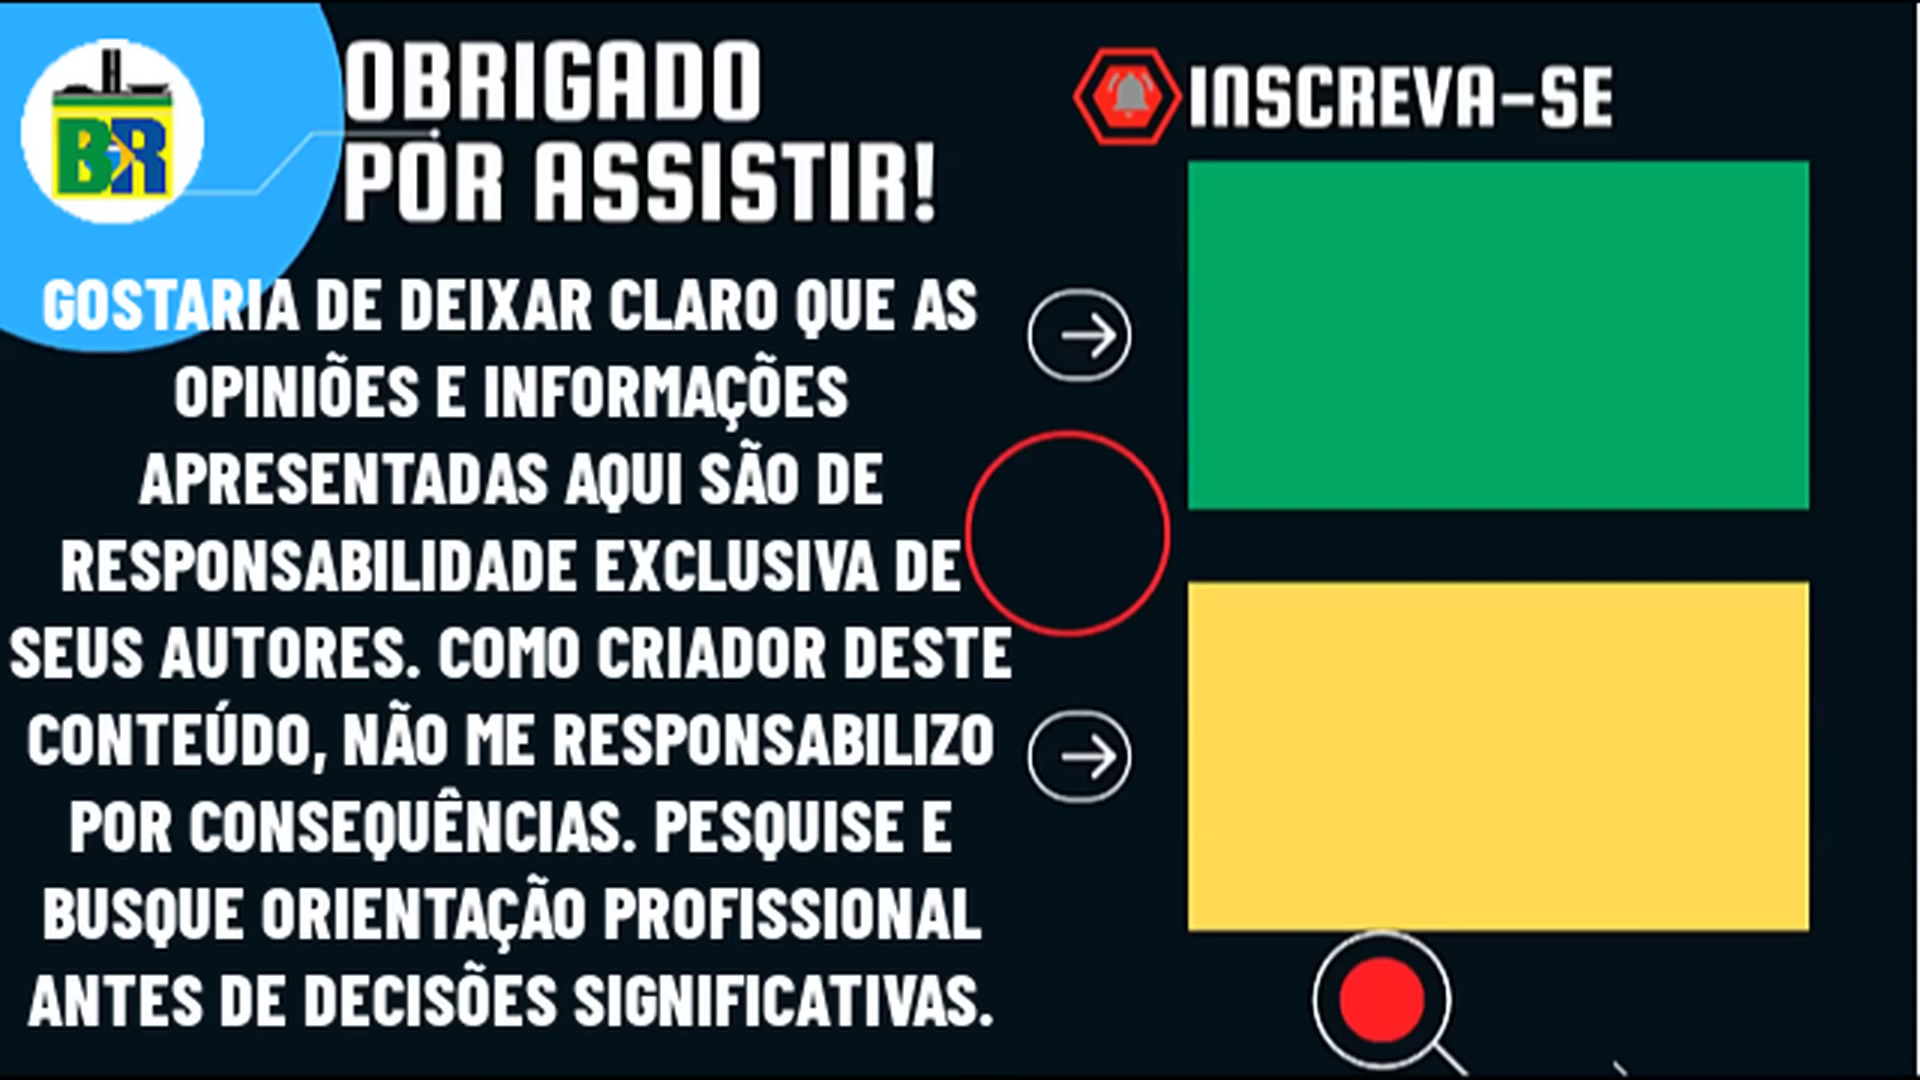 BR
OBRIGADO
POR ASSISTIR!
INSCREVA-SE
GOSTARIA DE DEIXAR CLARO QUE AS
OPINIÕES E INFORMAÇÕES
APRESENTADAS AQUI SÃO DE
RESPONSABILIDADE EXCLUSIVA DE
SEUS AUTORES. COMO CRIADOR DESTE
CONTEÚDO, NÃO ME RESPONSABILIZO
POR CONSEQUÊNCIAS. PESQUISE E
BUSQUE ORIENTAÇÃO PROFISSIONAL
ANTES DE DECISÕES SIGNIFICATIVAS.